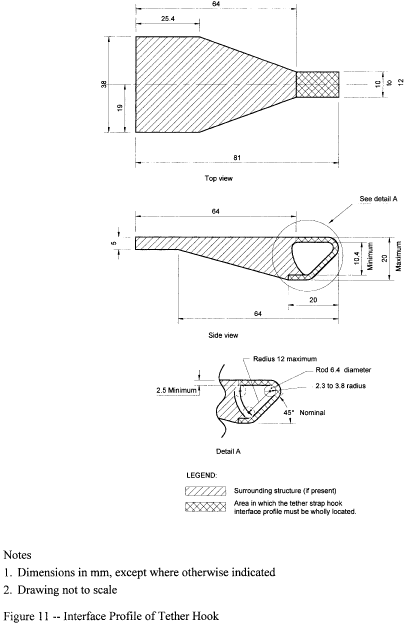 64
25.4
38
19
10
to
12
81
Top view
See detail A
64
5
10.4
Minimum
20
Maximum
20
64
Side view
Radius 12 maximum
Rod 6.4 diameter
2.5 Minimum
2.3 to 3.8 radius
45° Nominal
Detail A
LEGEND:
Surrounding structure (if present)
Area in which the tether strap hook
interface profile must be wholly located.
Notes
1. Dimensions in mm, except where otherwise indicated
2. Drawing not to scale
Figure 11 -- Interface Profile of Tether Hook